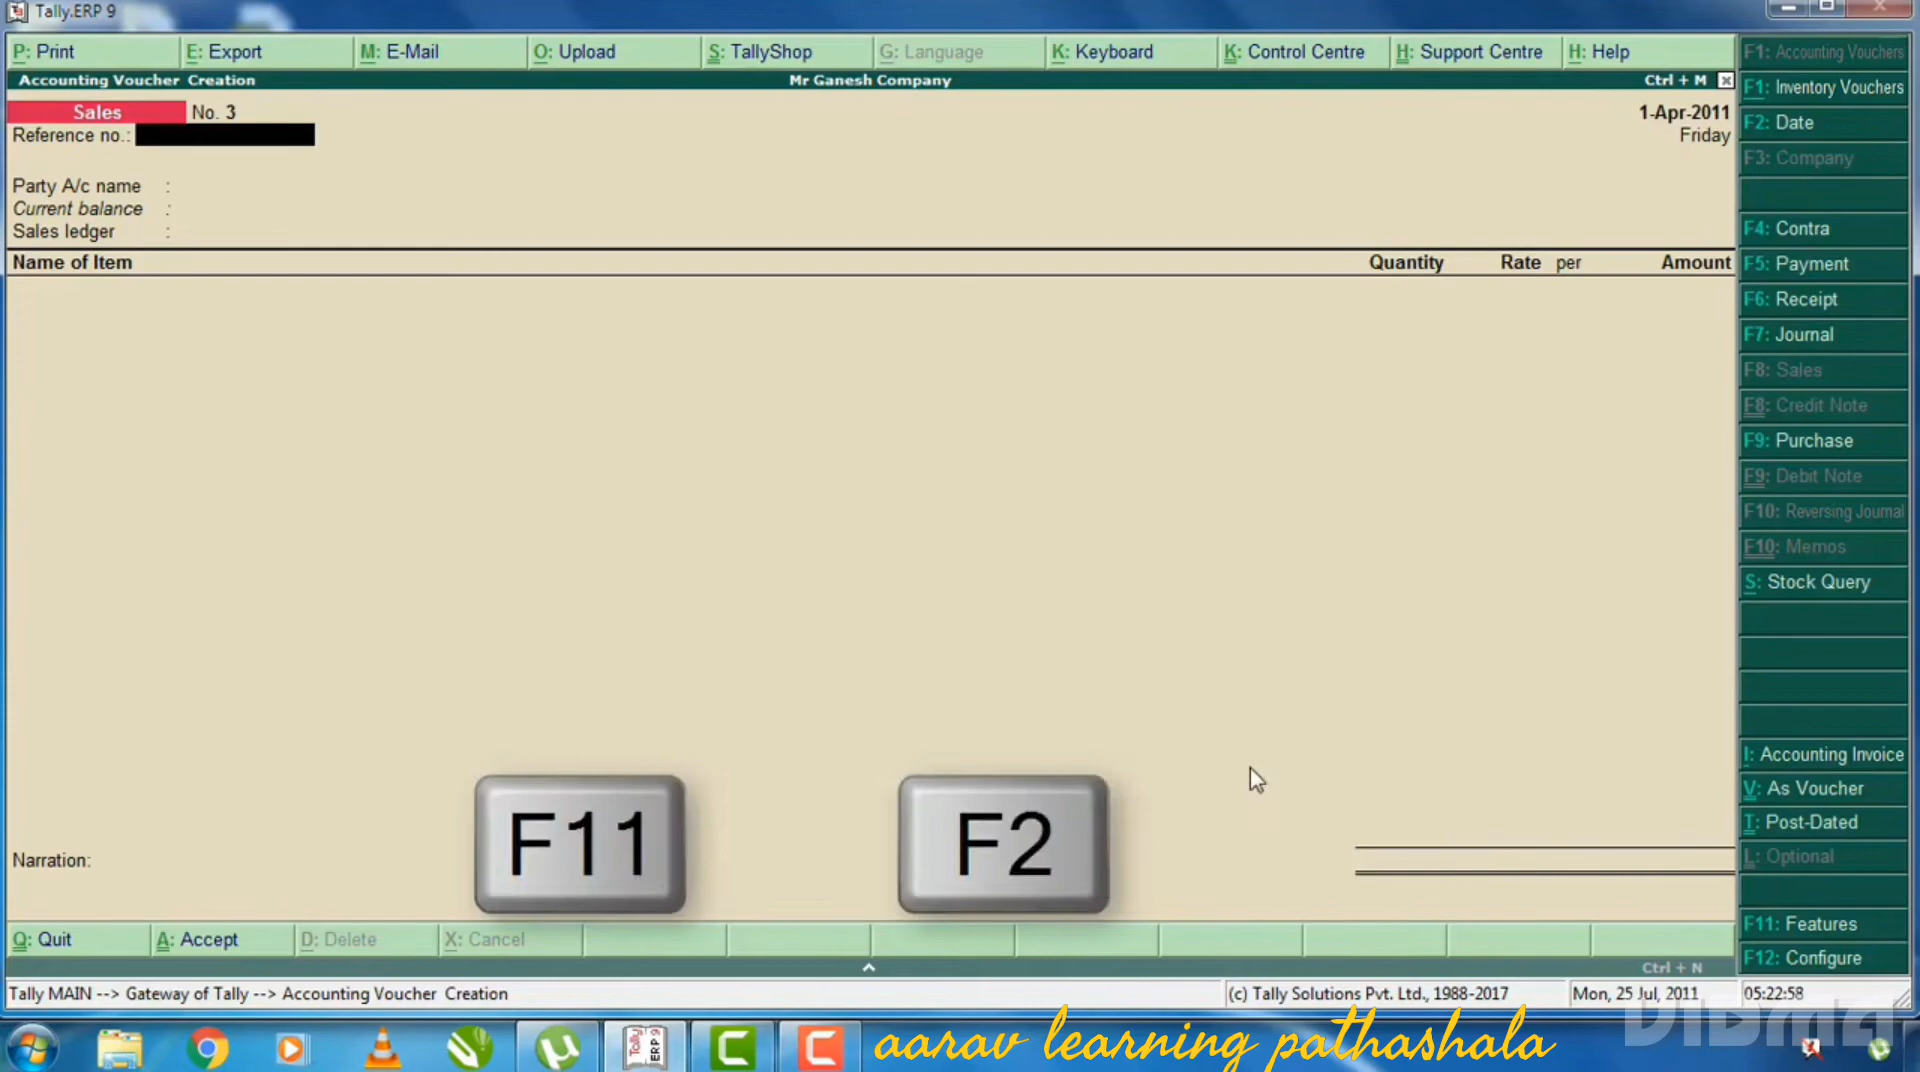 Tally.ERP 9
P: Print E: Export M: E-Mail O: Upload S: TallyShop G: Language K: Keyboard K: Control Centre H: Support Centre H: Help
Accounting Voucher Creation Mr Ganesh Company Ctrl + M
Sales No. 3 1-Apr-2011
Reference no.: Friday
Party A/c name :
Current balance :
Sales ledger :
Name of Item Quantity Rate per Amount
Narration:
F11 F2
Q: Quit A: Accept D: Delete X: Cancel
Ctrl + N
F1: Accounting Vouchers
F1: Inventory Vouchers
F2: Date
F3: Company
F4: Contra
F5: Payment
F6: Receipt
F7: Journal
F8: Sales
F8: Credit Note
F9: Purchase
F9: Debit Note
F10: Reversing Journal
F10: Memos
S: Stock Query
I: Accounting Invoice
V: As Voucher
T: Post-Dated
L: Optional
F11: Features
F12: Configure
Tally MAIN --> Gateway of Tally --> Accounting Voucher Creation (c) Tally Solutions Pvt. Ltd., 1988-2017 Mon, 25 Jul, 2011 05:22:58
Tally ERP 9
aarav learning pathashala